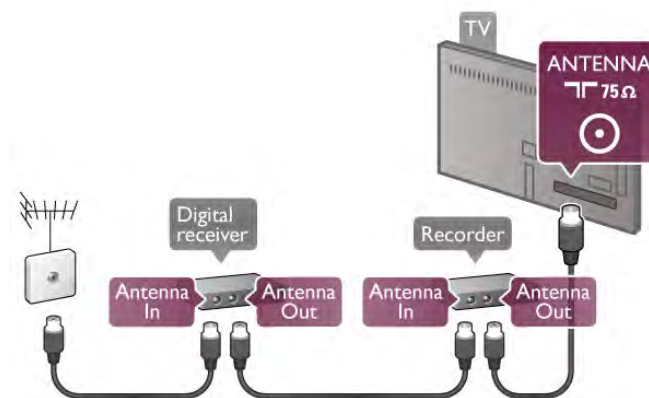 TV
ANTENNA
75 Ω
Digital
receiver
Recorder
Antenna
In
Antenna
Out
Antenna
In
Antenna
Out